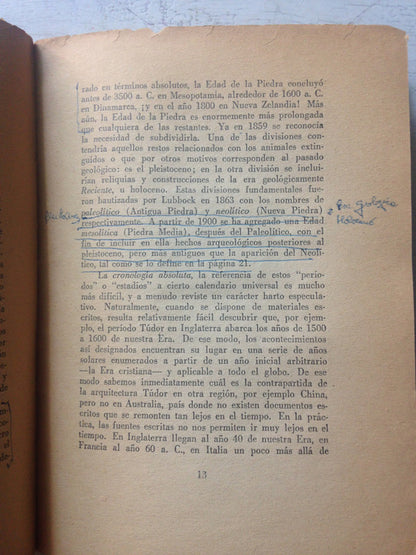 rado en términos absolutos, la Edad de la Piedra concluyó
antes de 3500 a. C. en Mesopotamia, alrededor de 1600 a. C.
en Dinamarca, ¡y en el año 1800 en Nueva Zelandia! Más
aún, la Edad de la Piedra es enormemente más prolongada
que cualquiera de las restantes. Ya en 1859 se reconocía
la necesidad de subdividirla. Una de las divisiones con-
tendría aquellos restos relacionados con los animales extin-
guidos o que por otros motivos corresponden al pasado
geológico: es el pleistoceno; en la otra división se inclui-
rían reliquias y construcciones de la era geológicamente
Reciente, u holoceno. Estas divisiones fundamentales fue-
ron bautizadas por Lubbock en 1863 con los nombres de
paleolítico (Antigua Piedra) y neolítico (Nueva Piedra)
respectivamente. A partir de 1900 se ha agregado una Edad
mesolítica (Piedra Media), después del Paleolítico, con el
fin de incluir en ella hechos arqueológicos posteriores al
pleistoceno, pero más antiguos que la aparición del Neolí-
tico, tal como se lo define en la página 21.
La cronología absoluta, la referencia de estos "perío-
dos" o "estadios" a cierto calendario universal es mucho
más difícil, y a menudo reviste un carácter harto especula-
tivo. Naturalmente, cuando se dispone de materiales es-
critos, resulta relativamente fácil descubrir que, por ejem-
plo, el período Túdor en Inglaterra abarca los años de 1500
a 1600 de nuestra Era. De ese modo, los acontecimientos
así designados encuentran su lugar en una serie de años
solares enumerados a partir de un año inicial arbitrario
—la Era cristiana— y aplicable a todo el globo. De ese
modo sabemos inmediatamente cuál es la contrapartida de
la arquitectura Túdor en otra región, por ejemplo China,
pero no en Australia, país donde no existen documentos es-
critos que se remontan tan lejos en el tiempo. En la prác-
tica, las fuentes escritas no nos permiten ir muy lejos en el
tiempo. En Inglaterra llegan al año 40 de nuestra Era, en
Francia al año 60 a. C., en Italia un poco más allá de
13